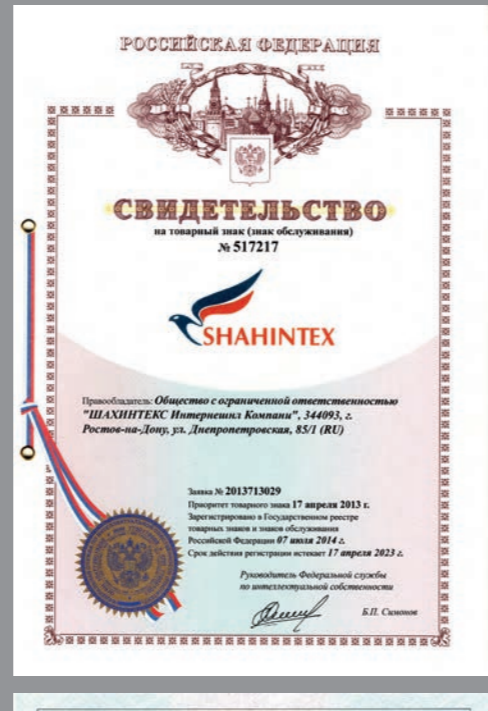 РОССИЙСКАЯ ФЕДЕРАЦИЯ
СВИДЕТЕЛЬСТВО
на товарный знак (знак обслуживания)
№ 517217
SHAHINTEX
Правообладатель: Общество с ограниченной ответственностью
"ШАХИНТЕКС Интернешнл Компани", 344093, г.
Ростов-на-Дону, ул. Днепропетровская, 85/1 (RU)
Заявка № 2013713029
Приоритет товарного знака 17 апреля 2013 г.
Зарегистрировано в Государственном реестре
товарных знаков и знаков обслуживания
Российской Федерации 07 июля 2014 г.
Срок действия регистрации истекает 17 апреля 2023 г.
Руководитель Федеральной службы
по интеллектуальной собственности
Б.П. Симонов